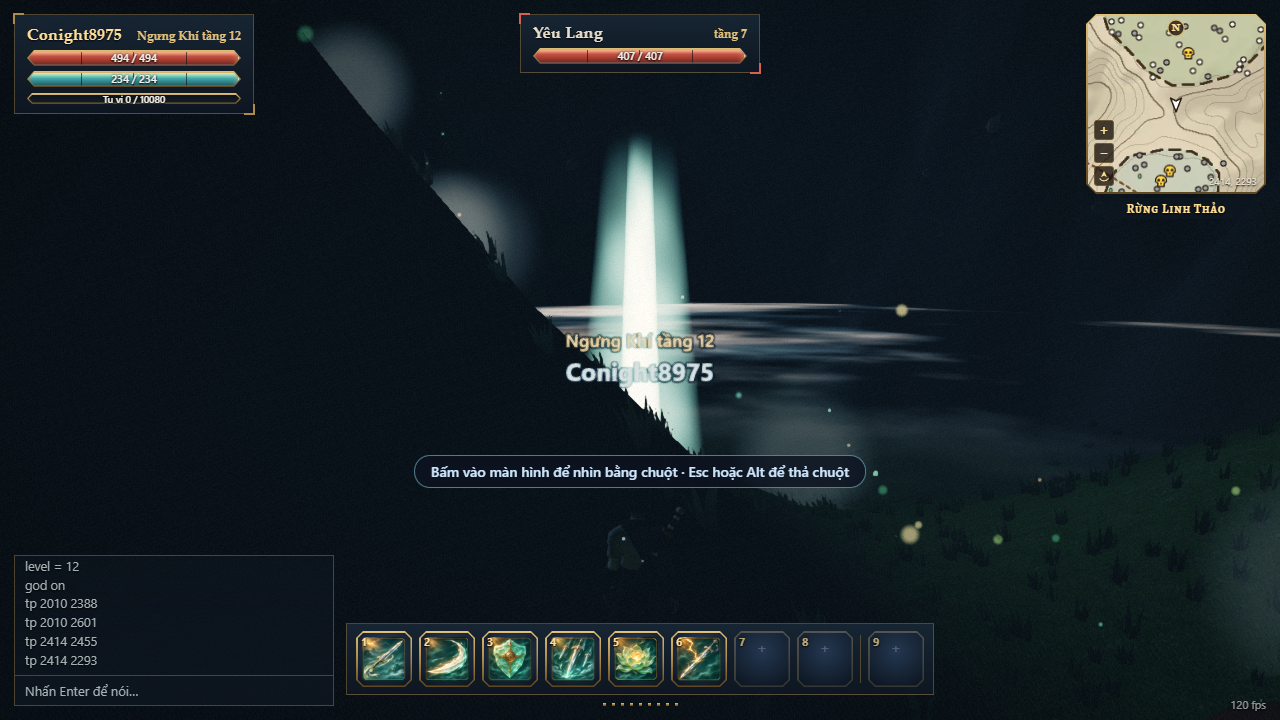 Conight8975 Ngưng Khí tầng 12
494 / 494
234 / 234
Tu vi 0 / 10080
Yêu Lang tầng 7
407 / 407
N
+
−
2414, 2293
Rừng Linh Thảo
Ngưng Khí tầng 12
Conight8975
Bấm vào màn hình để nhìn bằng chuột · Esc hoặc Alt để thả chuột
level = 12
god on
tp 2010 2388
tp 2010 2601
tp 2414 2455
tp 2414 2293
Nhấn Enter để nói...
1 2 3 4 5 6 7 8 9
+ + +
120 fps